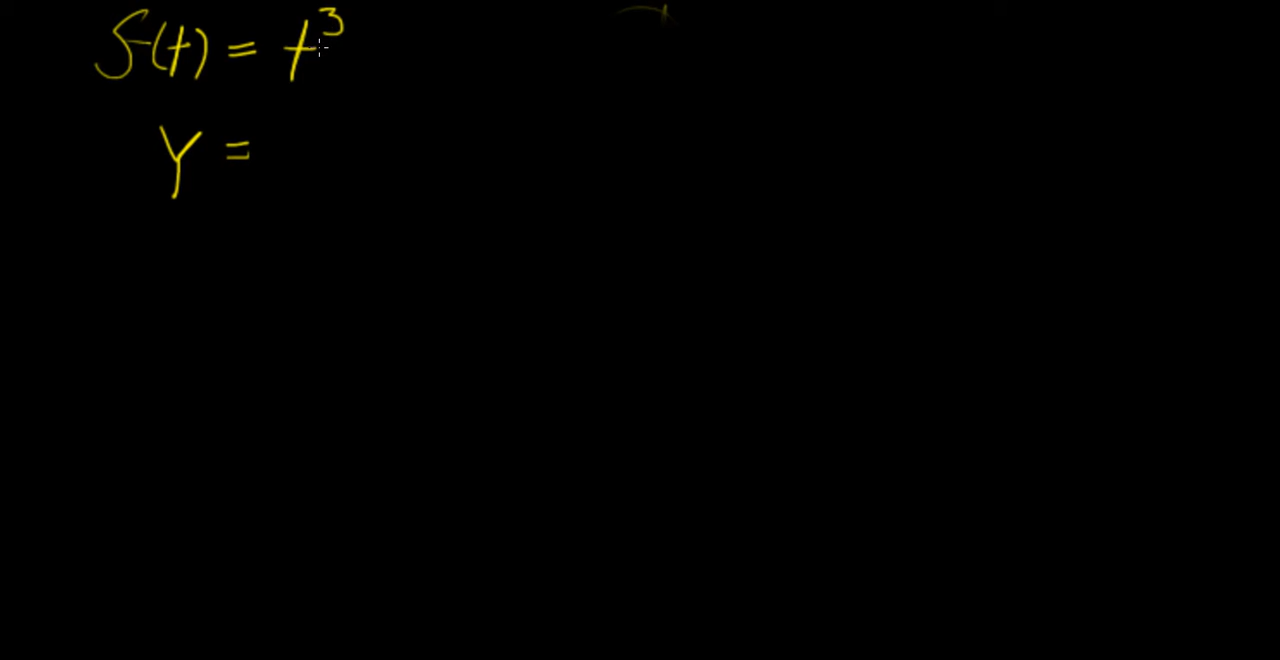 f(t) = t³
Y =